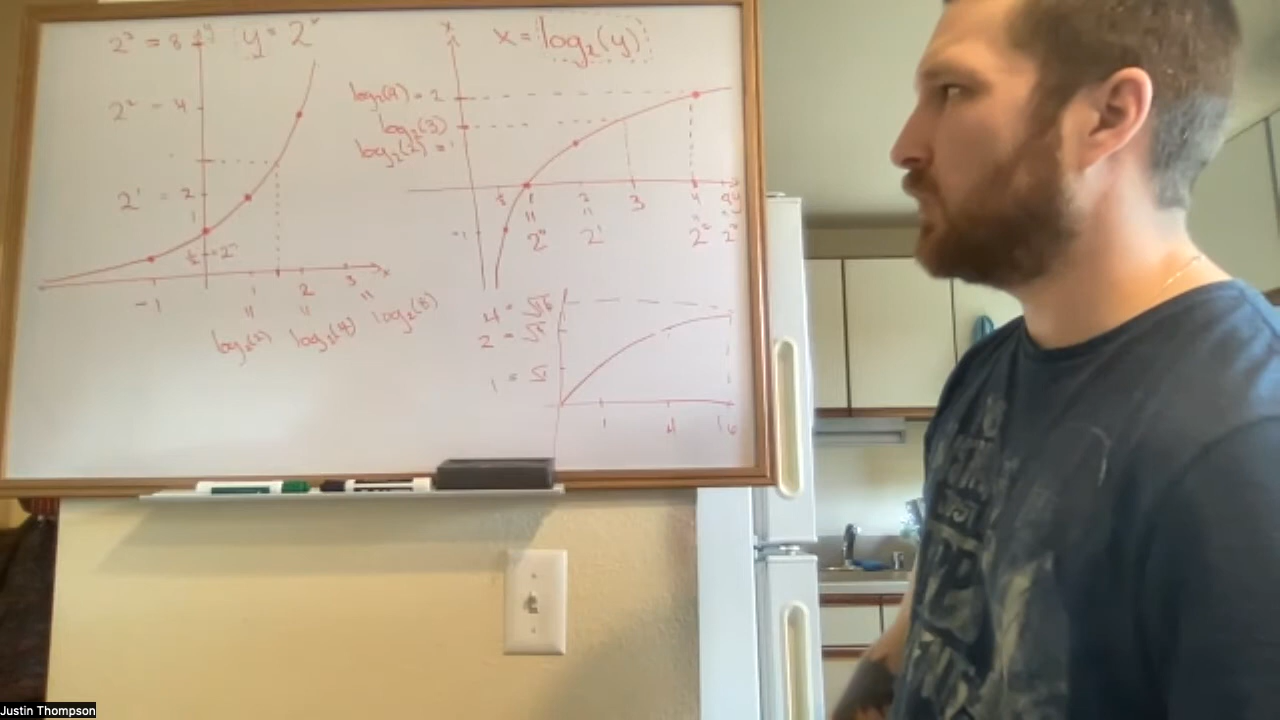 2³ = 8 y y = 2ˣ
2² = 4
2¹ = 2
1
½ = 2⁻
-1 1 2 3 x
log₂(2) log₂(4) log₂(8)
x x = log₂(y)
log₂(4) = 2
log₂(3)
log₂(2) = 1
½ 1 2 3 4
2⁰ 2¹ 2²
-1
4 = √16
2 = √4
1 = √1
1 4 16
Justin Thompson